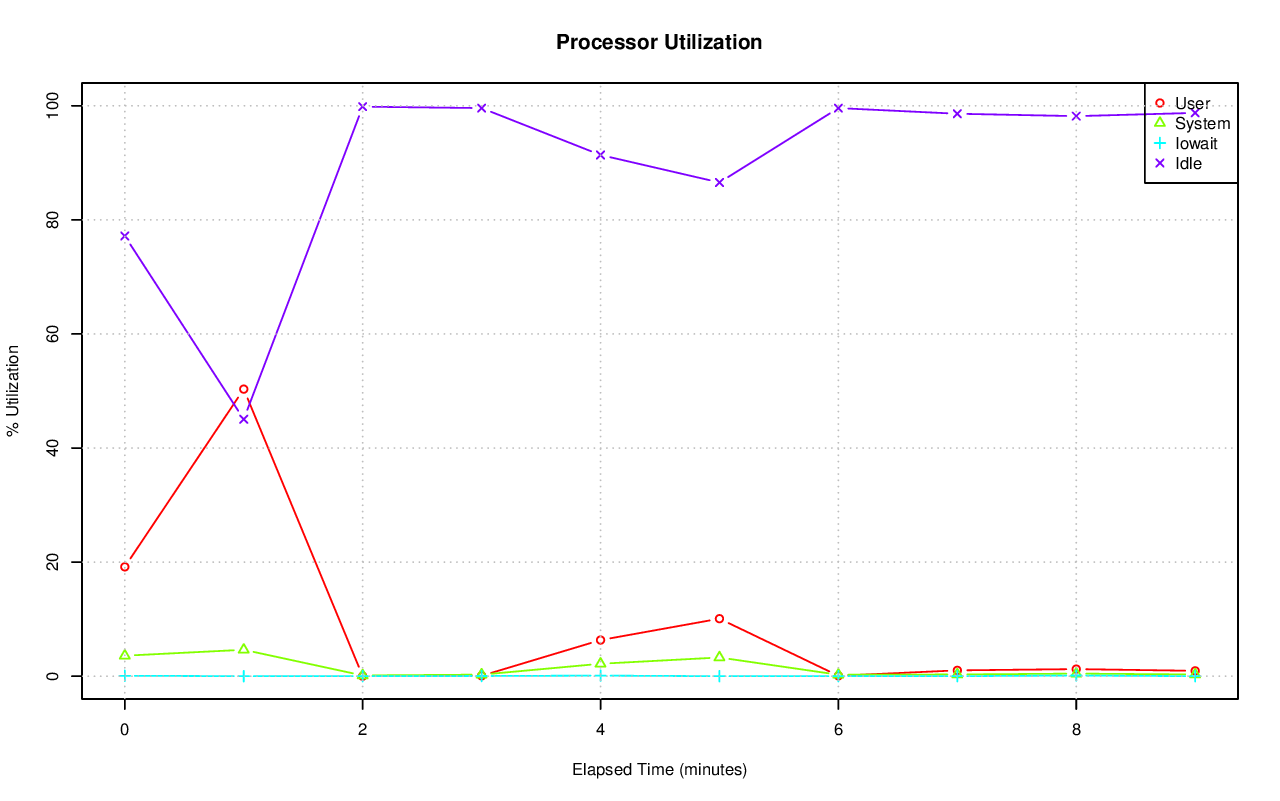 Processor Utilization
% Utilization
100
80
60
40
20
0
User
System
Iowait
Idle
0 2 4 6 8
Elapsed Time (minutes)